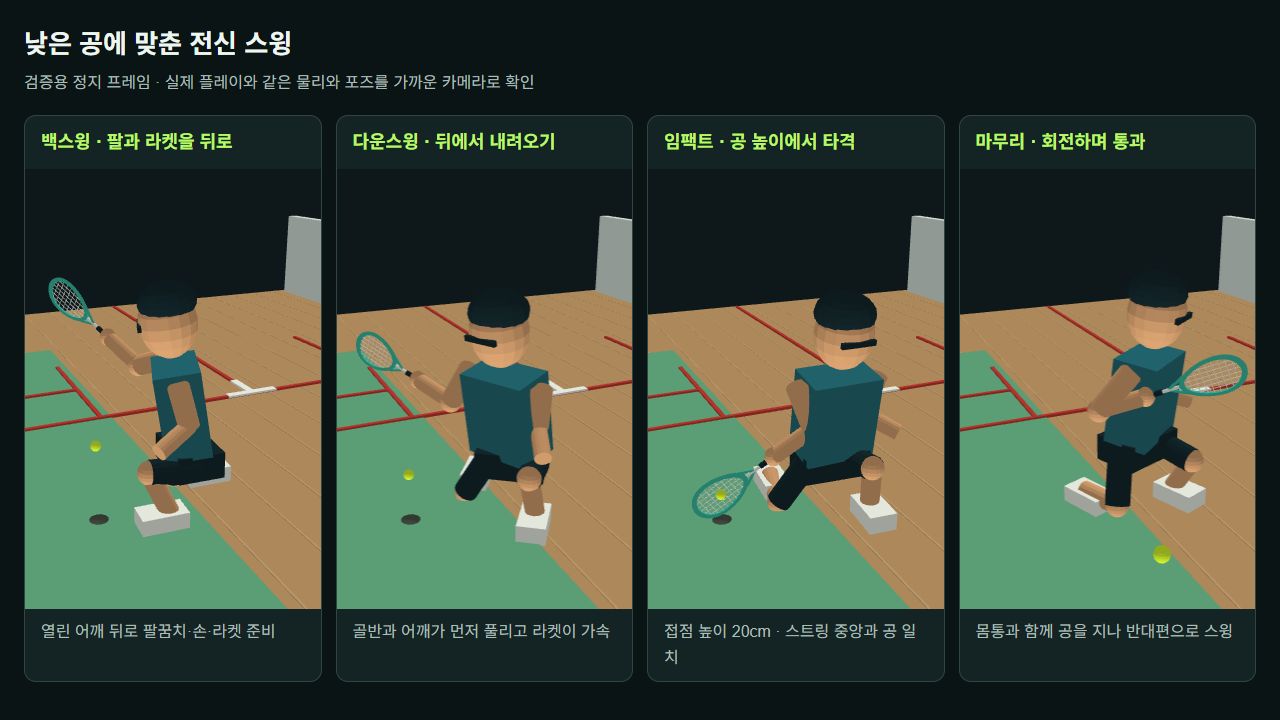 낮은 공에 맞춘 전신 스윙
검증용 정지 프레임 · 실제 플레이와 같은 물리와 포즈를 가까운 카메라로 확인
백스윙 · 팔과 라켓을 뒤로
다운스윙 · 뒤에서 내려오기
임팩트 · 공 높이에서 타격
마무리 · 회전하며 통과
열린 어깨 뒤로 팔꿈치·손·라켓 준비
골반과 어깨가 먼저 풀리고 라켓이 가속
접점 높이 20cm · 스트링 중앙과 공 일
치
몸통과 함께 공을 지나 반대편으로 스윙